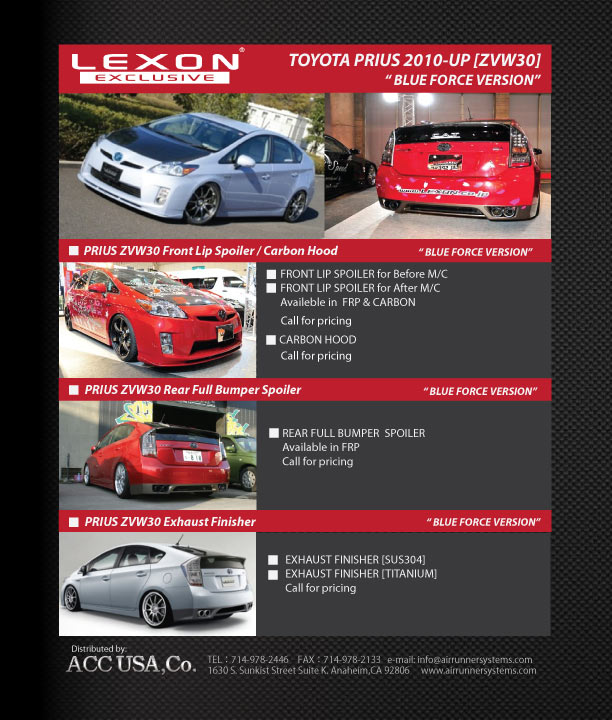 LEXON®
EXCLUSIVE
TOYOTA PRIUS 2010-UP [ZVW30]
“ BLUE FORCE VERSION”
www.LEXON.co.jp
PRIUS ZVW30 Front Lip Spoiler / Carbon Hood
“ BLUE FORCE VERSION”
FRONT LIP SPOILER for Before M/C
FRONT LIP SPOILER for After M/C
Available in FRP & CARBON
Call for pricing
CARBON HOOD
Call for pricing
PRIUS ZVW30 Rear Full Bumper Spoiler
“ BLUE FORCE VERSION”
REAR FULL BUMPER SPOILER
Available in FRP
Call for pricing
PRIUS ZVW30 Exhaust Finisher
“ BLUE FORCE VERSION”
EXHAUST FINISHER [SUS304]
EXHAUST FINISHER [TITANIUM]
Call for pricing
Distributed by:
ACC USA,Co.
TEL : 714-978-2446 FAX : 714-978-2133 e-mail: info@airrunnersystems.com
1630 S. Sunkist Street Suite K. Anaheim,CA 92806 www.airrunnersystems.com